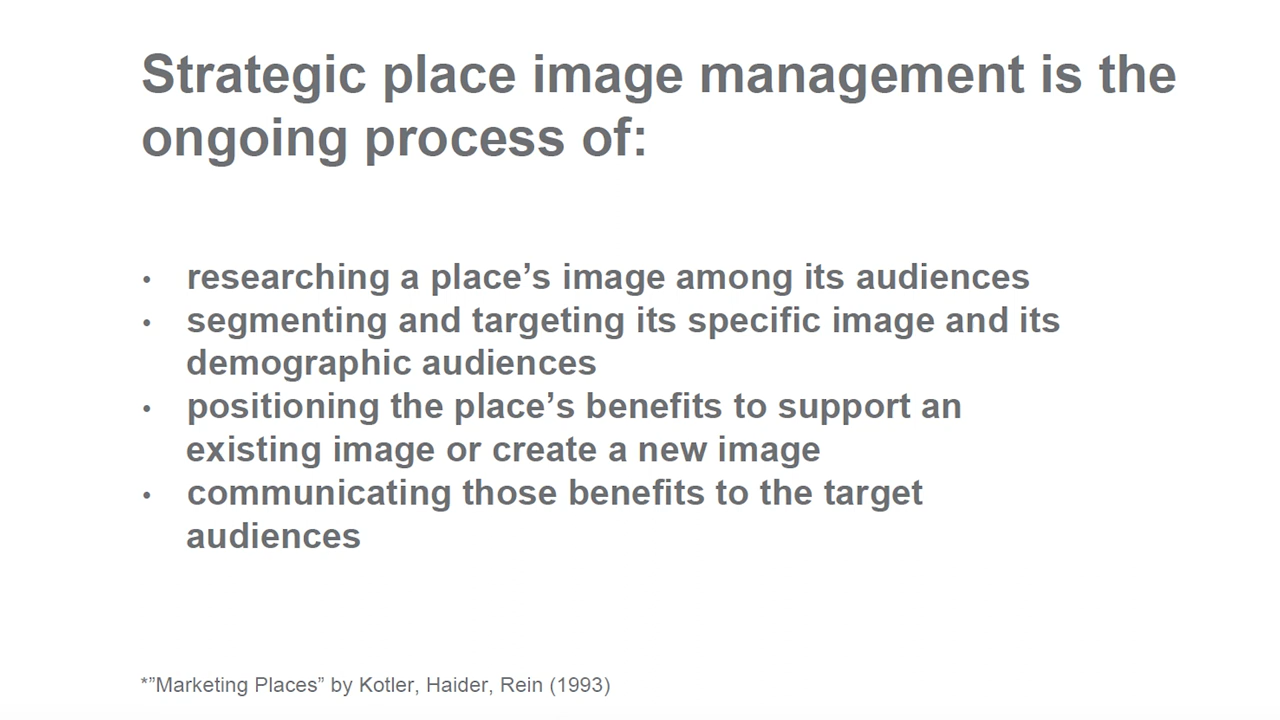 Strategic place image management is the
ongoing process of:
• researching a place’s image among its audiences
• segmenting and targeting its specific image and its
demographic audiences
• positioning the place’s benefits to support an
existing image or create a new image
• communicating those benefits to the target
audiences
*”Marketing Places” by Kotler, Haider, Rein (1993)